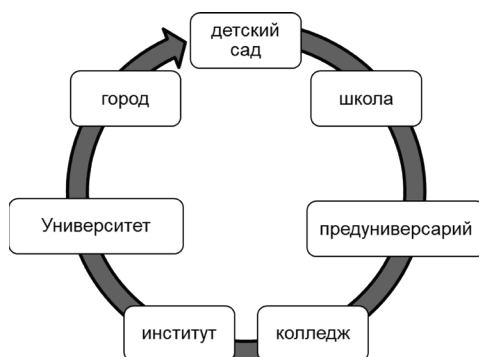 детский
сад
школа
предуниверсарий
колледж
институт
Университет
город